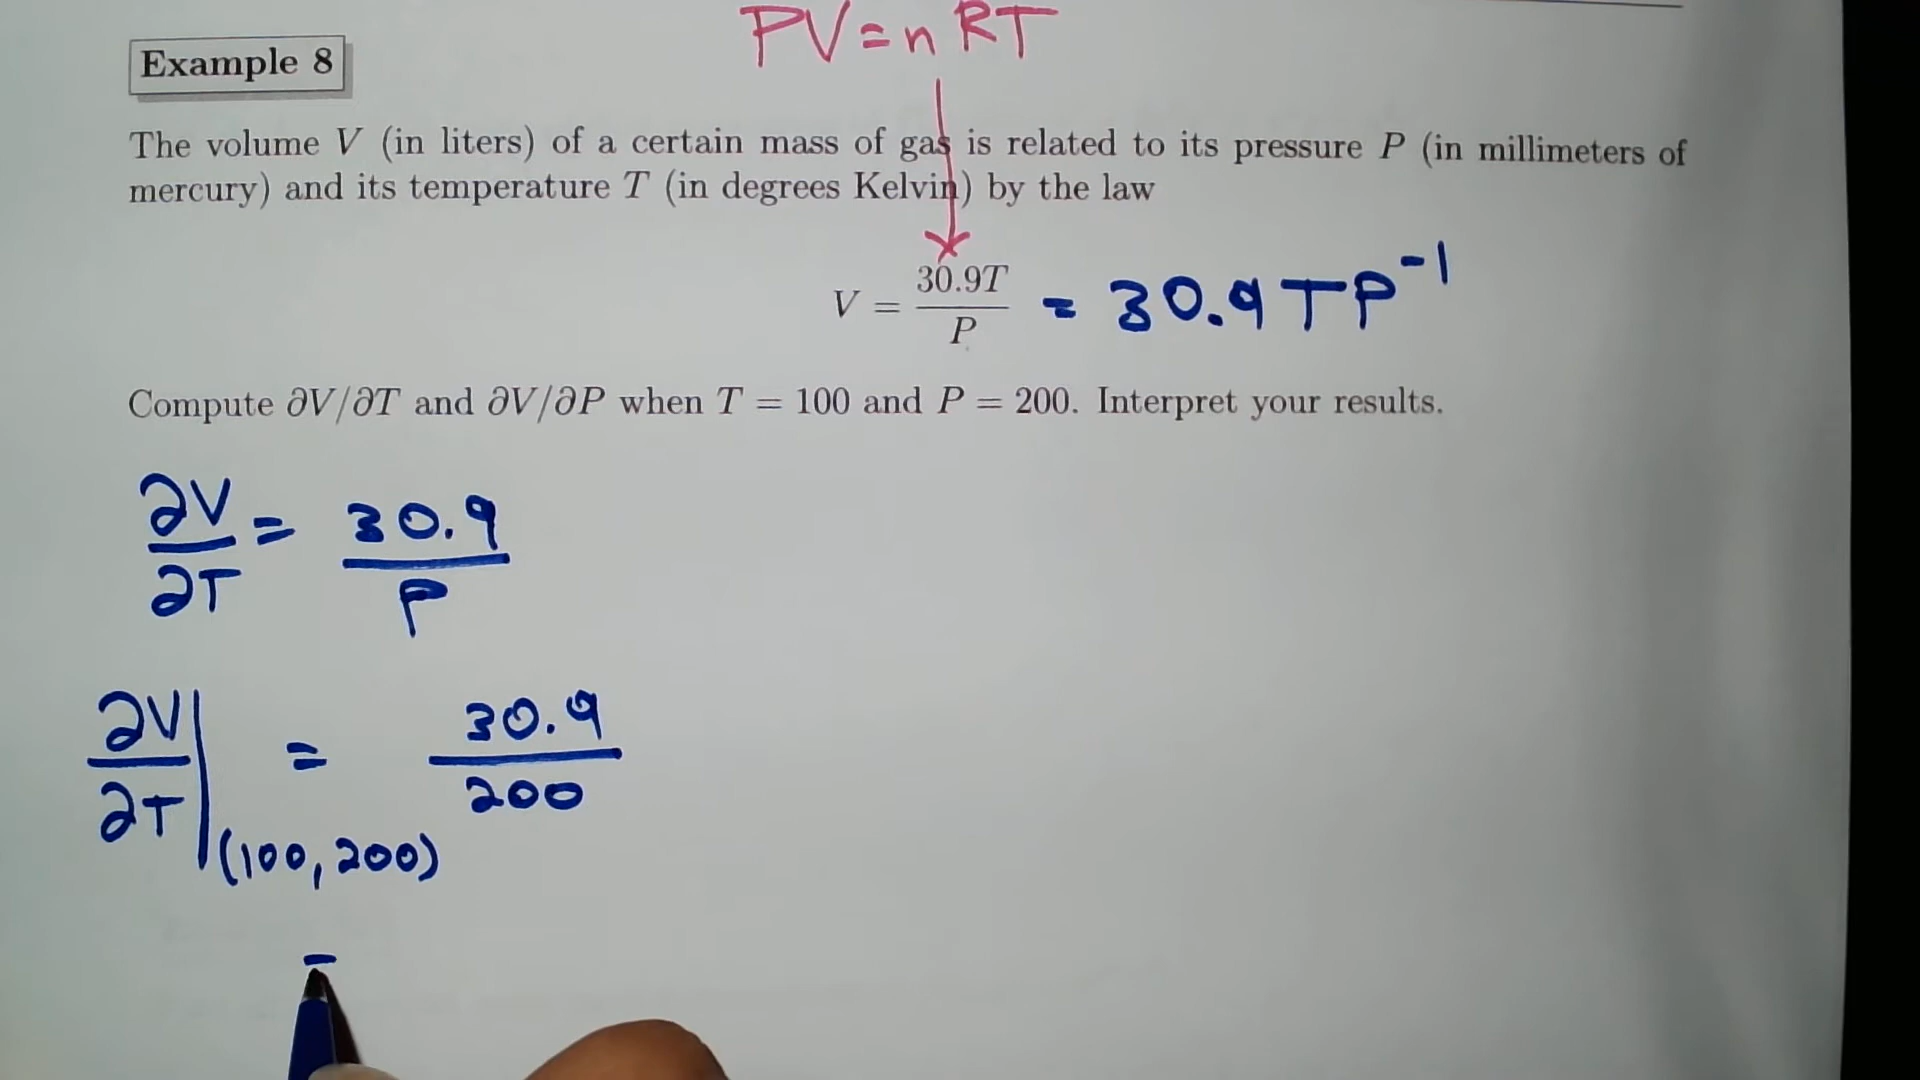 PV=nRT
Example 8
The volume V (in liters) of a certain mass of gas is related to its pressure P (in millimeters of
mercury) and its temperature T (in degrees Kelvin) by the law
V = 30.9T/P = 30.9TP⁻¹
Compute ∂V/∂T and ∂V/∂P when T = 100 and P = 200. Interpret your results.
∂V/∂T = 30.9/P
∂V/∂T|(100,200) = 30.9/200